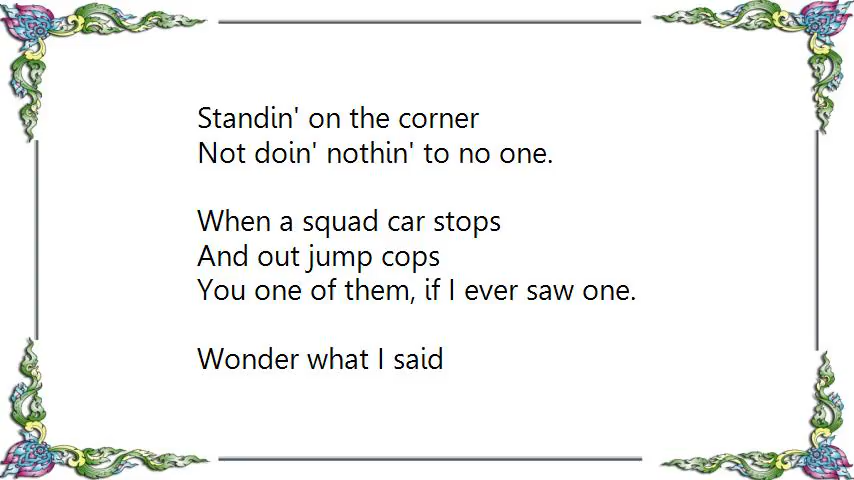 Standin' on the corner
Not doin' nothin' to no one.
When a squad car stops
And out jump cops
You one of them, if I ever saw one.
Wonder what I said